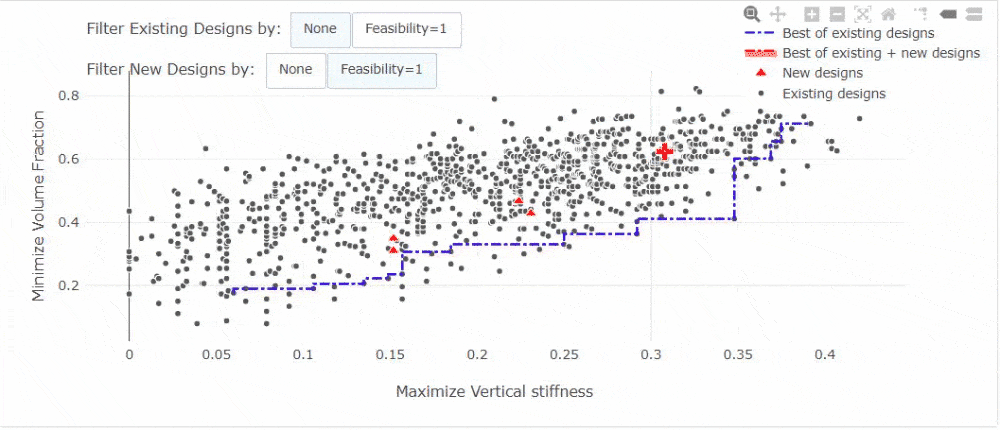 Filter Existing Designs by: None Feasibility=1
Filter New Designs by: None Feasibility=1
Best of existing designs
Best of existing + new designs
New designs
Existing designs
Minimize Volume Fraction
0.8
0.6
0.4
0.2
0 0.05 0.1 0.15 0.2 0.25 0.3 0.35 0.4
Maximize Vertical stiffness